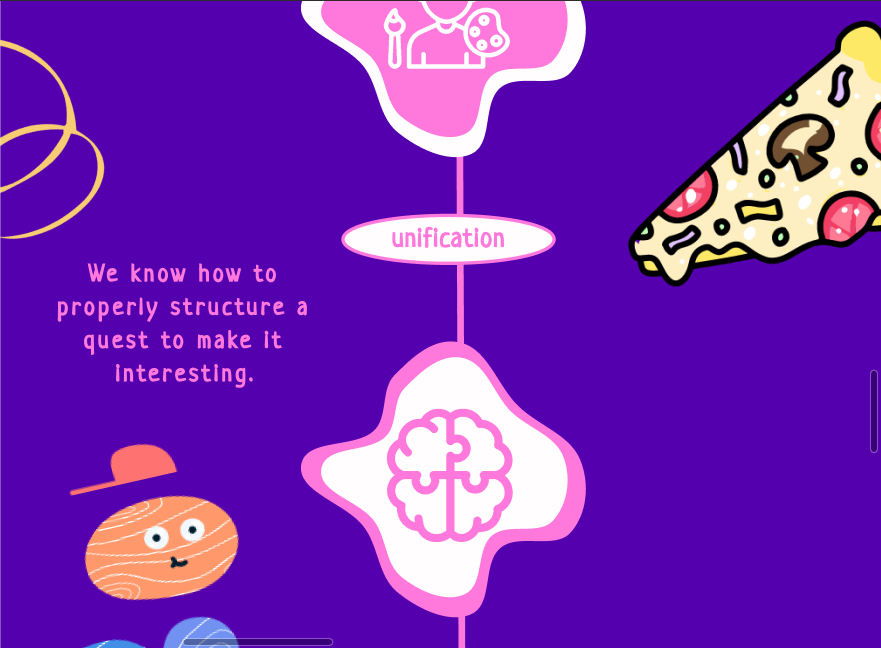 unification
We know how to
properly structure a
quest to make it
interesting.